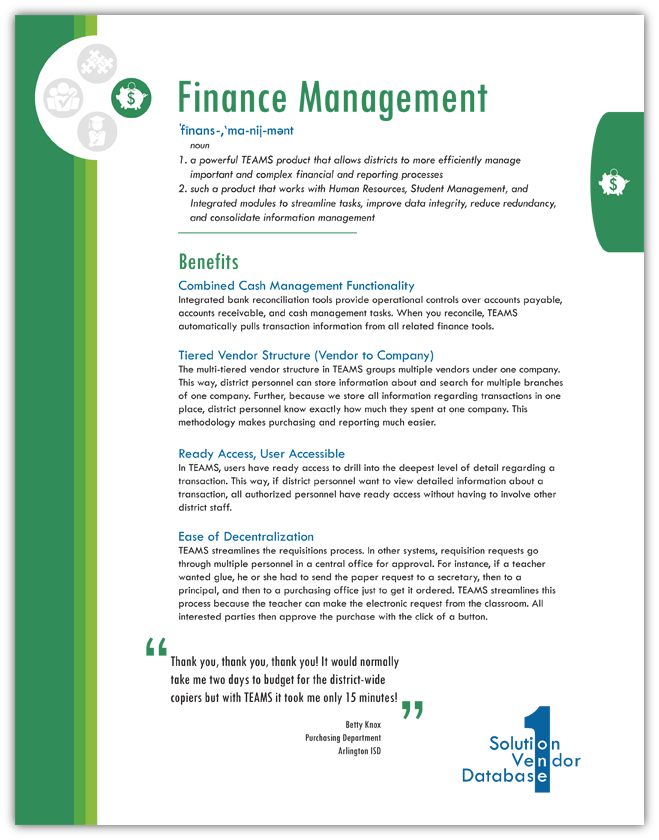 Finance Management
'fīnans-,'ma-nij-mənt
noun
1. a powerful TEAMS product that allows districts to more efficiently manage
important and complex financial and reporting processes
2. such a product that works with Human Resources, Student Management, and
Integrated modules to streamline tasks, improve data integrity, reduce redundancy,
and consolidate information management
Benefits
Combined Cash Management Functionality
Integrated bank reconciliation tools provide operational controls over accounts payable,
accounts receivable, and cash management tasks. When you reconcile, TEAMS
automatically pulls transaction information from all related finance tools.
Tiered Vendor Structure (Vendor to Company)
The multi-tiered vendor structure in TEAMS groups multiple vendors under one company.
This way, district personnel can store information about and search for multiple branches
of one company. Further, because we store all information regarding transactions in one
place, district personnel know exactly how much they spent at one company. This
methodology makes purchasing and reporting much easier.
Ready Access, User Accessible
In TEAMS, users have ready access to drill into the deepest level of detail regarding a
transaction. This way, if district personnel want to view detailed information about a
transaction, all authorized personnel have ready access without having to involve other
district staff.
Ease of Decentralization
TEAMS streamlines the requisitions process. In other systems, requisition requests go
through multiple personnel in a central office for approval. For instance, if a teacher
wanted glue, he or she had to send the paper request to a secretary, then to a
principal, and then to a purchasing office just to get it ordered. TEAMS streamlines this
process because the teacher can make the electronic request from the classroom. All
interested parties then approve the purchase with the click of a button.
“Thank you, thank you, thank you! It would normally
take me two days to budget for the district-wide
copiers but with TEAMS it took me only 15 minutes!”
Betty Knox
Purchasing Department
Arlington ISD
1
Solution
Vendor
Database